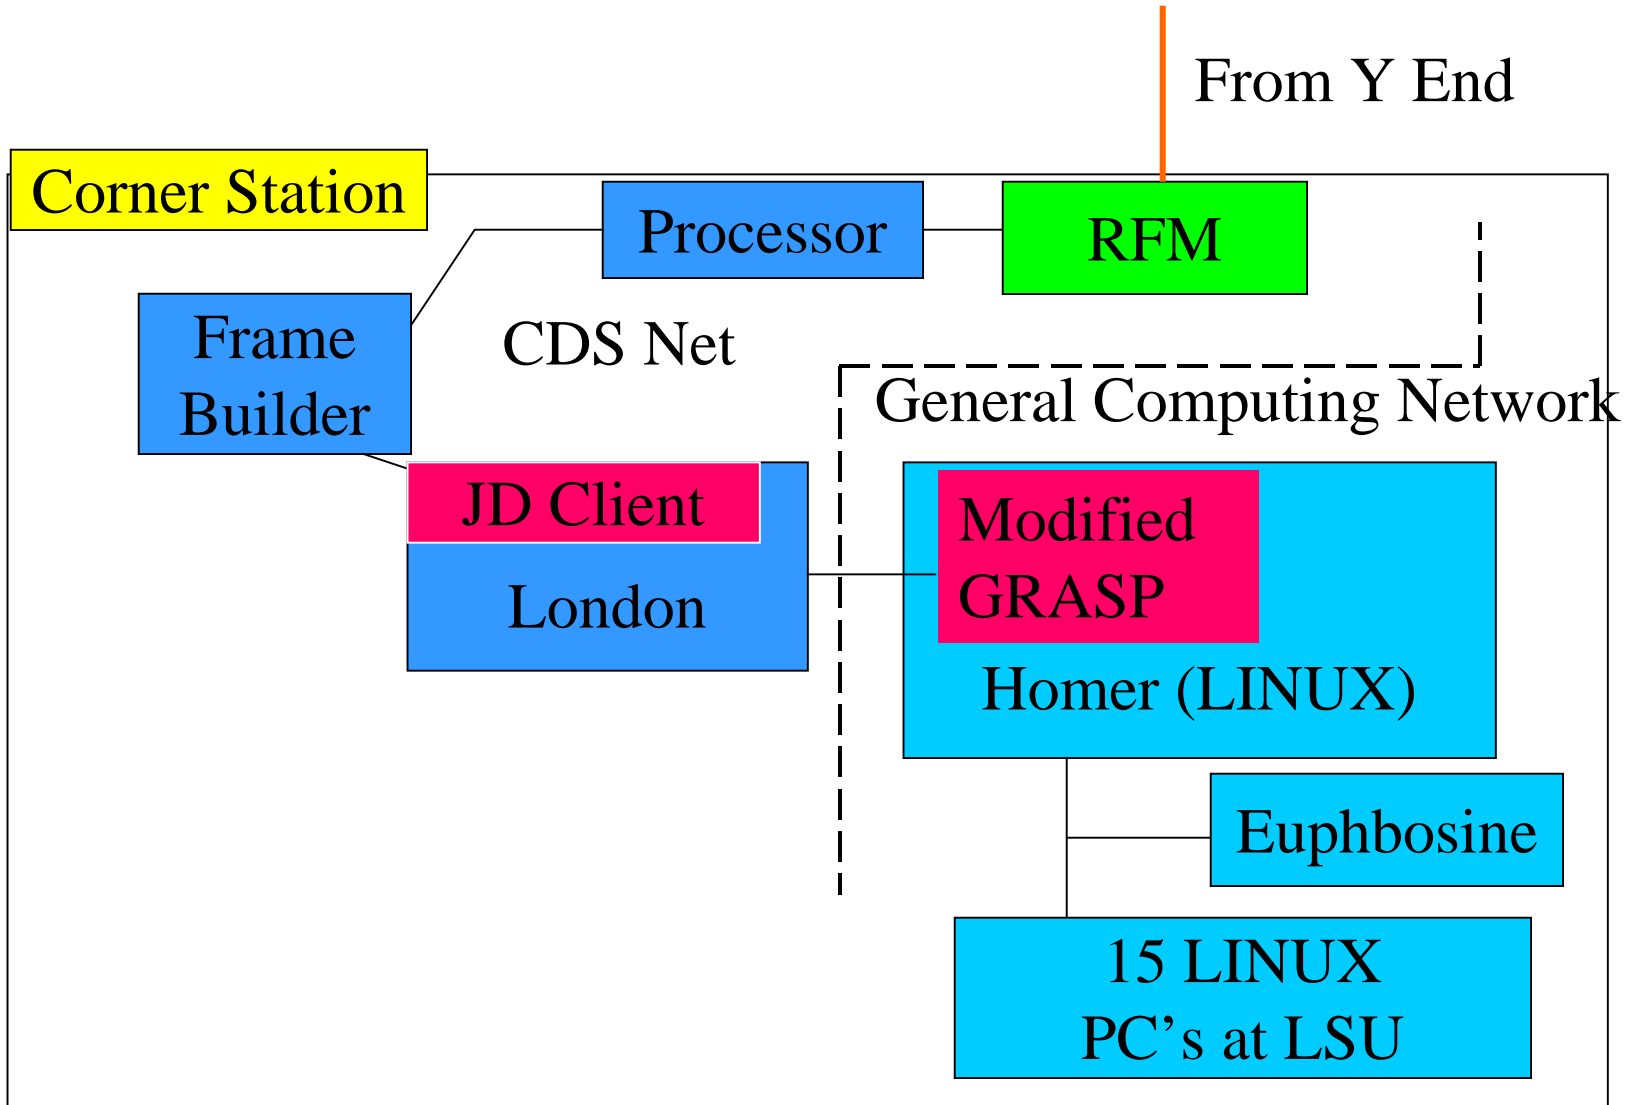 From Y End
Corner Station
Processor
RFM
Frame
Builder
CDS Net
General Computing Network
JD Client
London
Modified
GRASP
Homer (LINUX)
Euphbosine
15 LINUX
PC’s at LSU